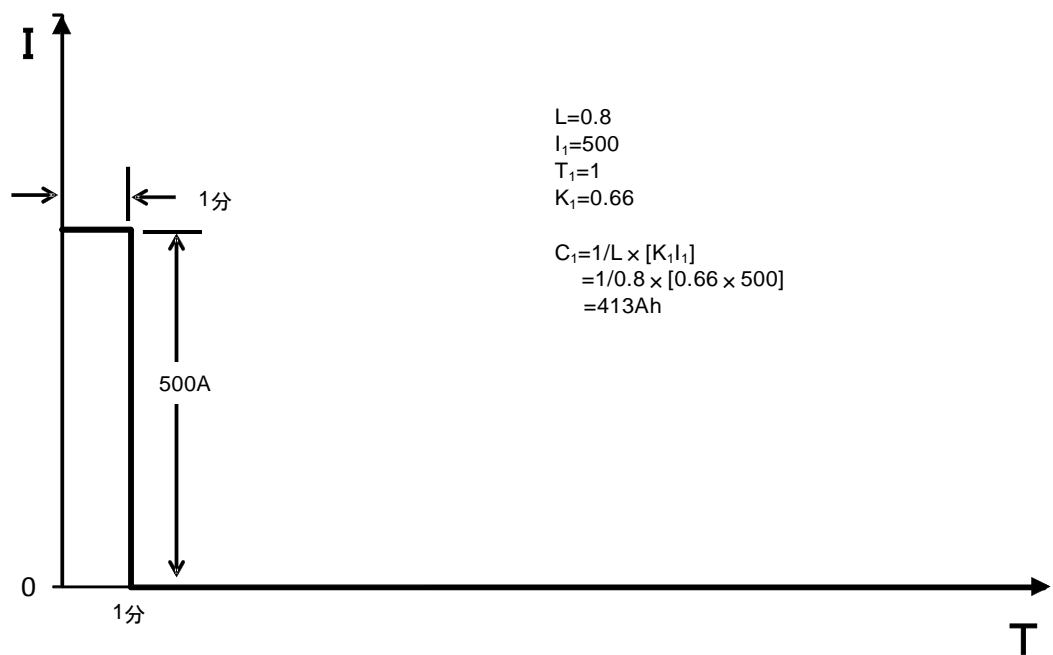 I
L=0.8
I₁=500
T₁=1
K₁=0.66
1分
C₁=1/L×[K₁I₁]
=1/0.8×[0.66×500]
=413Ah
500A
0
1分
T